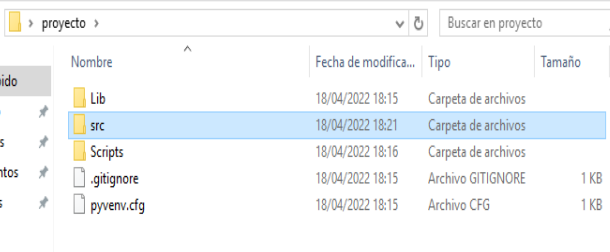 proyecto
Buscar en proyecto
Nombre Fecha de modifica... Tipo Tamaño
Lib 18/04/2022 18:15 Carpeta de archivos
src 18/04/2022 18:21 Carpeta de archivos
Scripts 18/04/2022 18:16 Carpeta de archivos
.gitignore 18/04/2022 18:15 Archivo GITIGNORE 1 KB
pyvenv.cfg 18/04/2022 18:15 Archivo CFG 1 KB